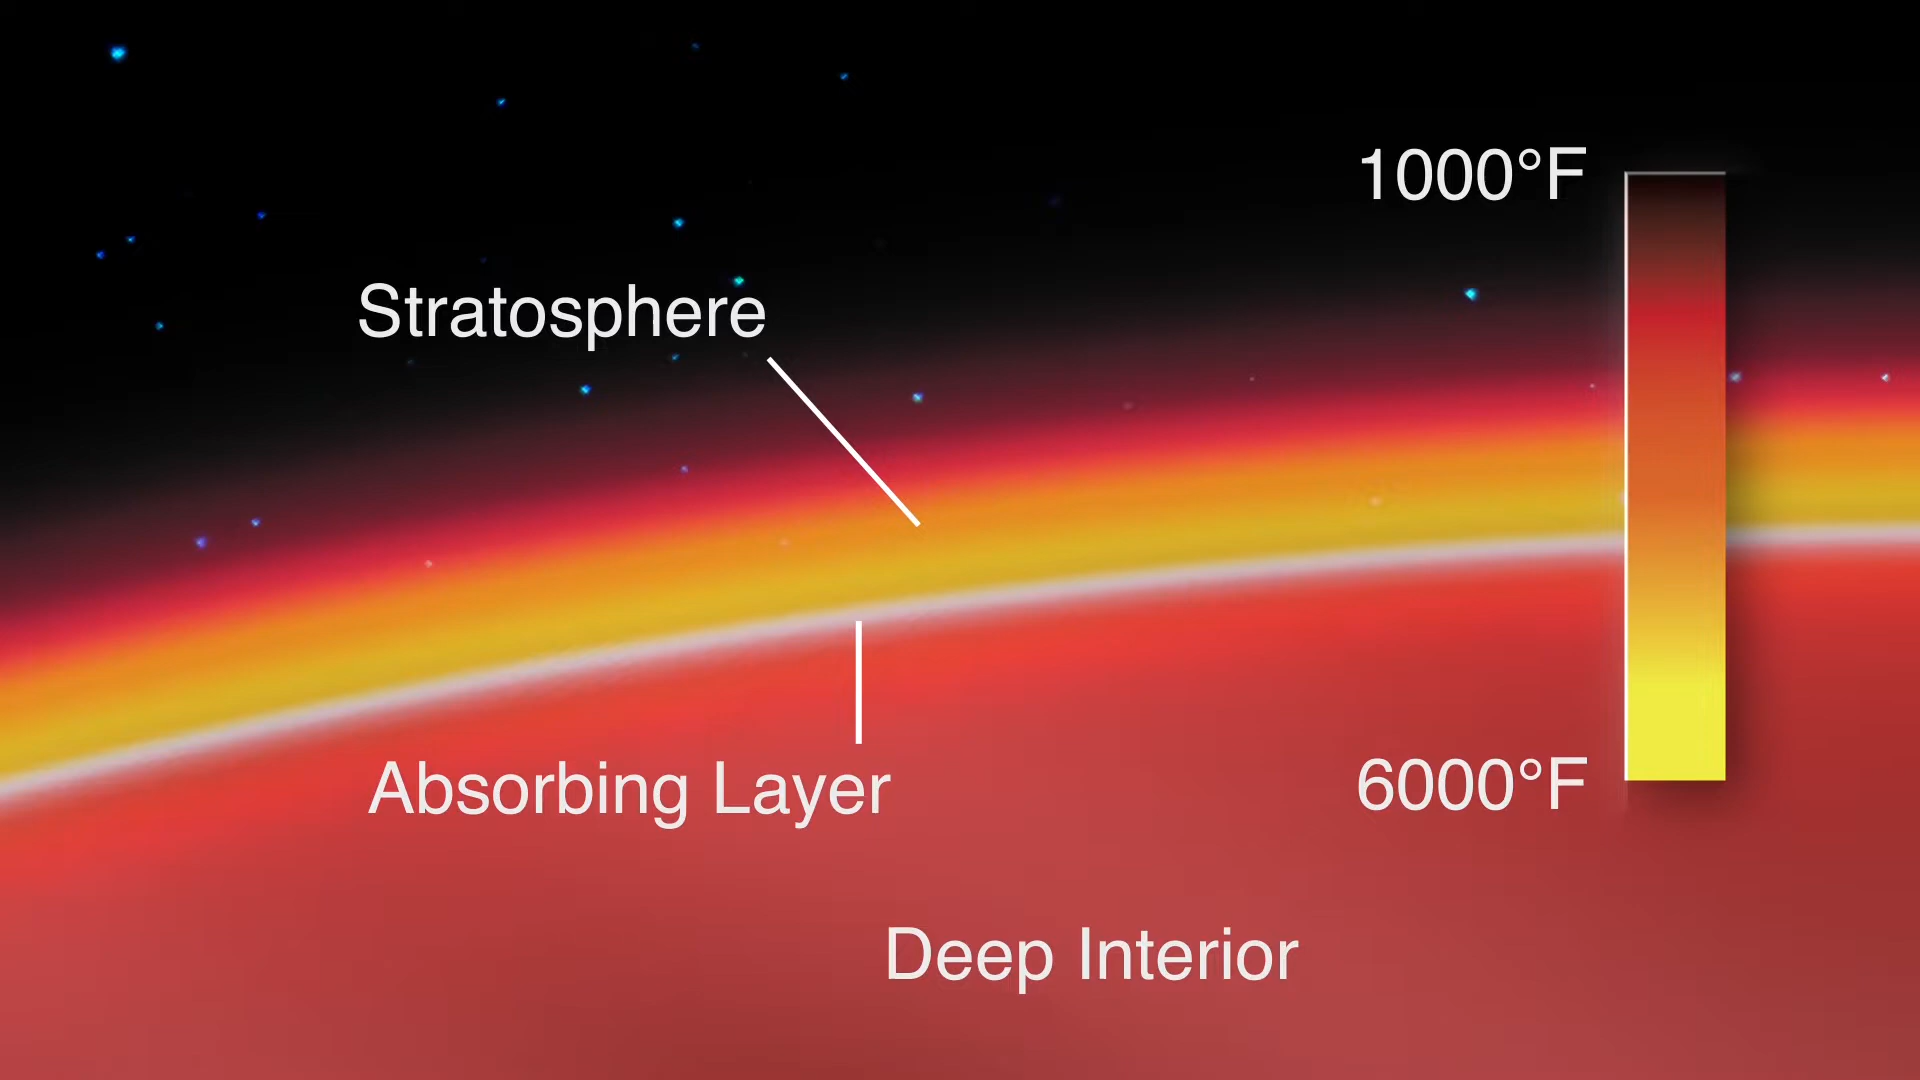 1000°F
Stratosphere
Absorbing Layer
6000°F
Deep Interior